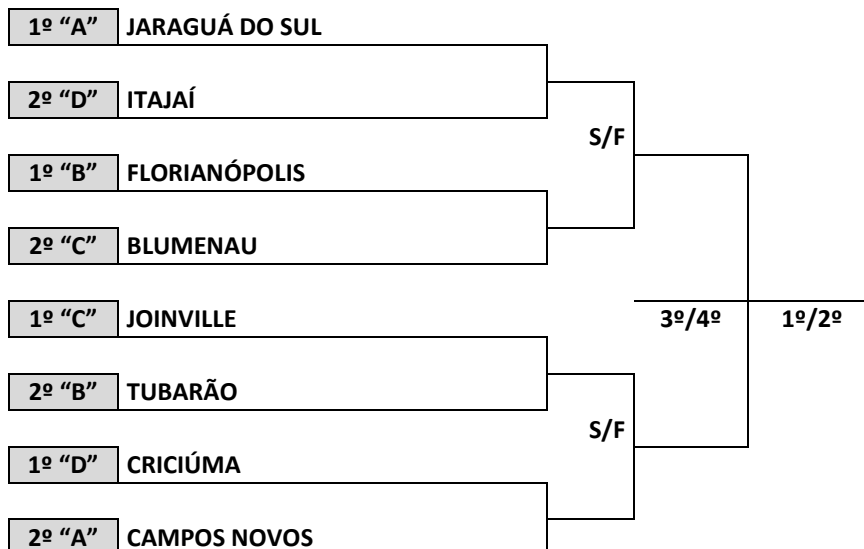 1º “A” JARAGUÁ DO SUL
2º “D” ITAJAÍ
S/F
1º “B” FLORIANÓPOLIS
2º “C” BLUMENAU
1º “C” JOINVILLE
3º/4º 1º/2º
2º “B” TUBARÃO
S/F
1º “D” CRICIÚMA
2º “A” CAMPOS NOVOS